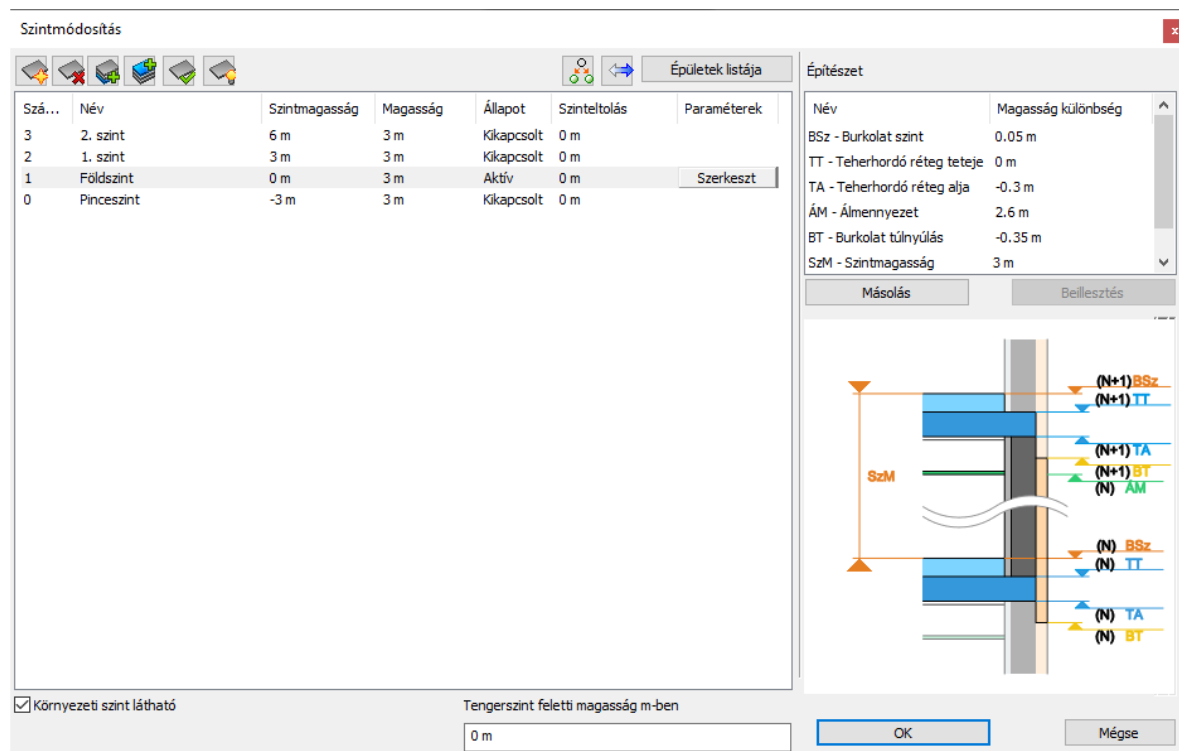 Szintmódosítás
x
Épületek listája
Szá... Név Szintmagasság Magasság Állapot Szinteltolás Paraméterek
3 2. szint 6 m 3 m Kikapcsolt 0 m
2 1. szint 3 m 3 m Kikapcsolt 0 m
1 Földszint 0 m 3 m Aktív 0 m Szerkeszt
0 Pinceszint -3 m 3 m Kikapcsolt 0 m
Építészet
Név Magasság különbség
BSz - Burkolat szint 0.05 m
TT - Teherhordó réteg teteje 0 m
TA - Teherhordó réteg alja -0.3 m
ÁM - Álmennyezet 2.6 m
BT - Burkolat túlnyúlás -0.35 m
SzM - Szintmagasság 3 m
Másolás Beillesztés
(N+1) BSz
(N+1) TT
(N+1) TA
(N+1) BT
(N) ÁM
SzM
(N) BSz
(N) TT
(N) TA
(N) BT
Környezeti szint látható
Tengerszint feletti magasság m-ben
0 m
OK Mégse